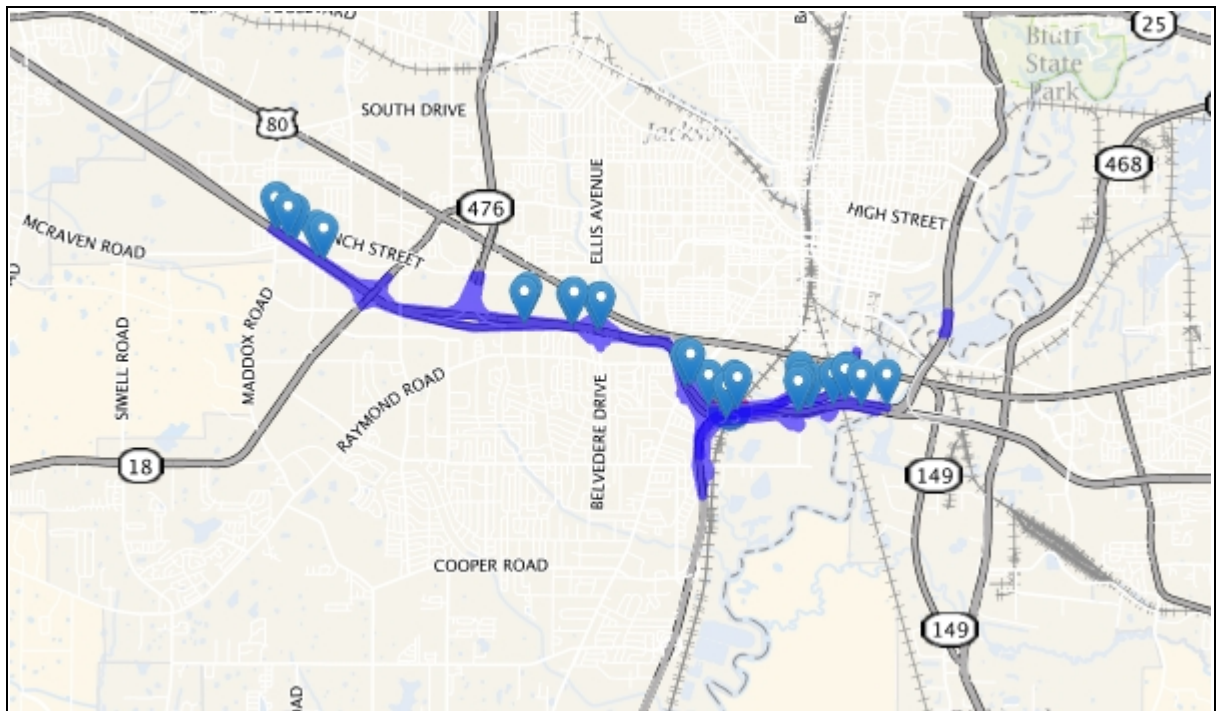 25
Bluff
State
Park
SOUTH DRIVE
80
468
ELLIS AVENUE
476
HIGH STREET
MCRAVEN ROAD
NCH STREET
MADDOX ROAD
SIWELL ROAD
RAYMOND ROAD
BELVEDERE DRIVE
18
149
COOPER ROAD
149